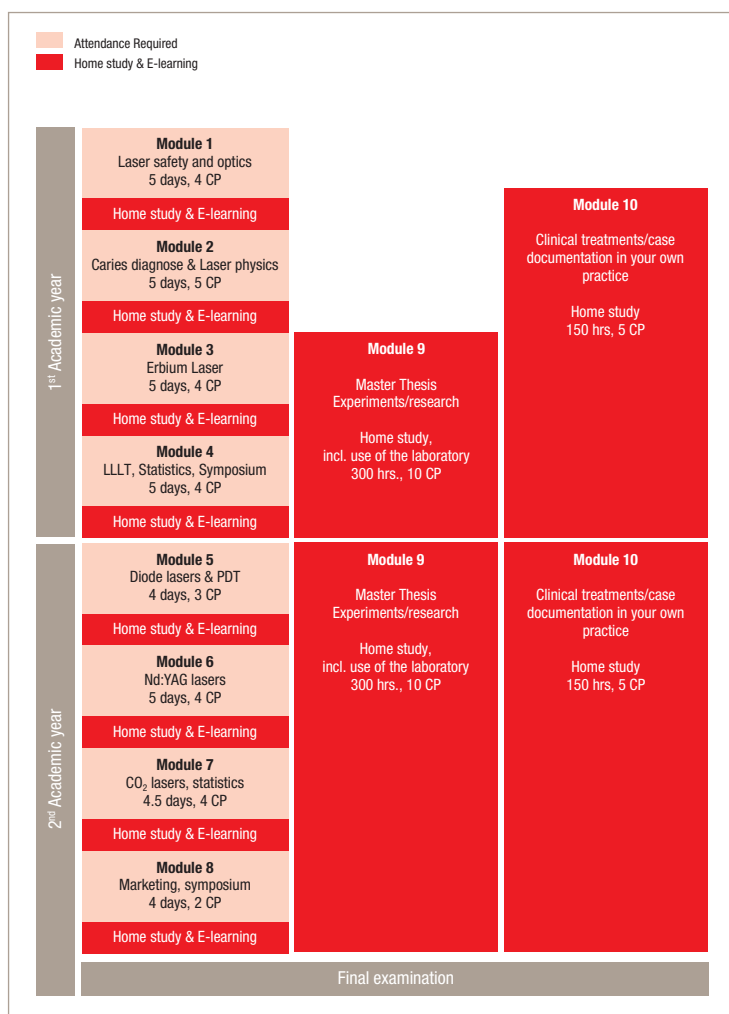 Attendance Required
Home study & E-learning
1st Academic year
Module 1
Laser safety and optics
5 days, 4 CP
Home study & E-learning
Module 2
Caries diagnose & Laser physics
5 days, 5 CP
Home study & E-learning
Module 3
Erbium Laser
5 days, 4 CP
Home study & E-learning
Module 4
LLLT, Statistics, Symposium
5 days, 4 CP
Home study & E-learning
Module 9
Master Thesis
Experiments/research
Home study,
incl. use of the laboratory
300 hrs., 10 CP
Module 10
Clinical treatments/case
documentation in your own
practice
Home study
150 hrs, 5 CP
2nd Academic year
Module 5
Diode lasers & PDT
4 days, 3 CP
Home study & E-learning
Module 6
Nd:YAG lasers
5 days, 4 CP
Home study & E-learning
Module 7
CO₂ lasers, statistics
4.5 days, 4 CP
Home study & E-learning
Module 8
Marketing, symposium
4 days, 2 CP
Home study & E-learning
Module 9
Master Thesis
Experiments/research
Home study,
incl. use of the laboratory
300 hrs., 10 CP
Module 10
Clinical treatments/case
documentation in your own
practice
Home study
150 hrs, 5 CP
Final examination